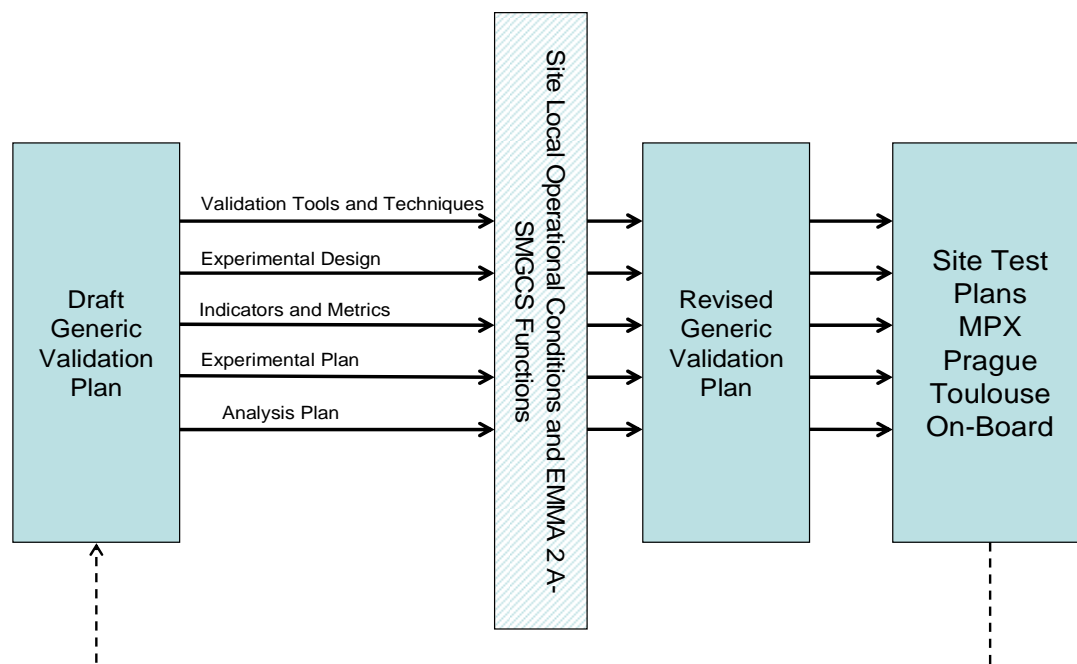 Draft
Generic
Validation
Plan
Validation Tools and Techniques
Experimental Design
Indicators and Metrics
Experimental Plan
Analysis Plan
Site Local Operational Conditions and EMMA 2 A-
SMGCS Functions
Revised
Generic
Validation
Plan
Site Test
Plans
MPX
Prague
Toulouse
On-Board